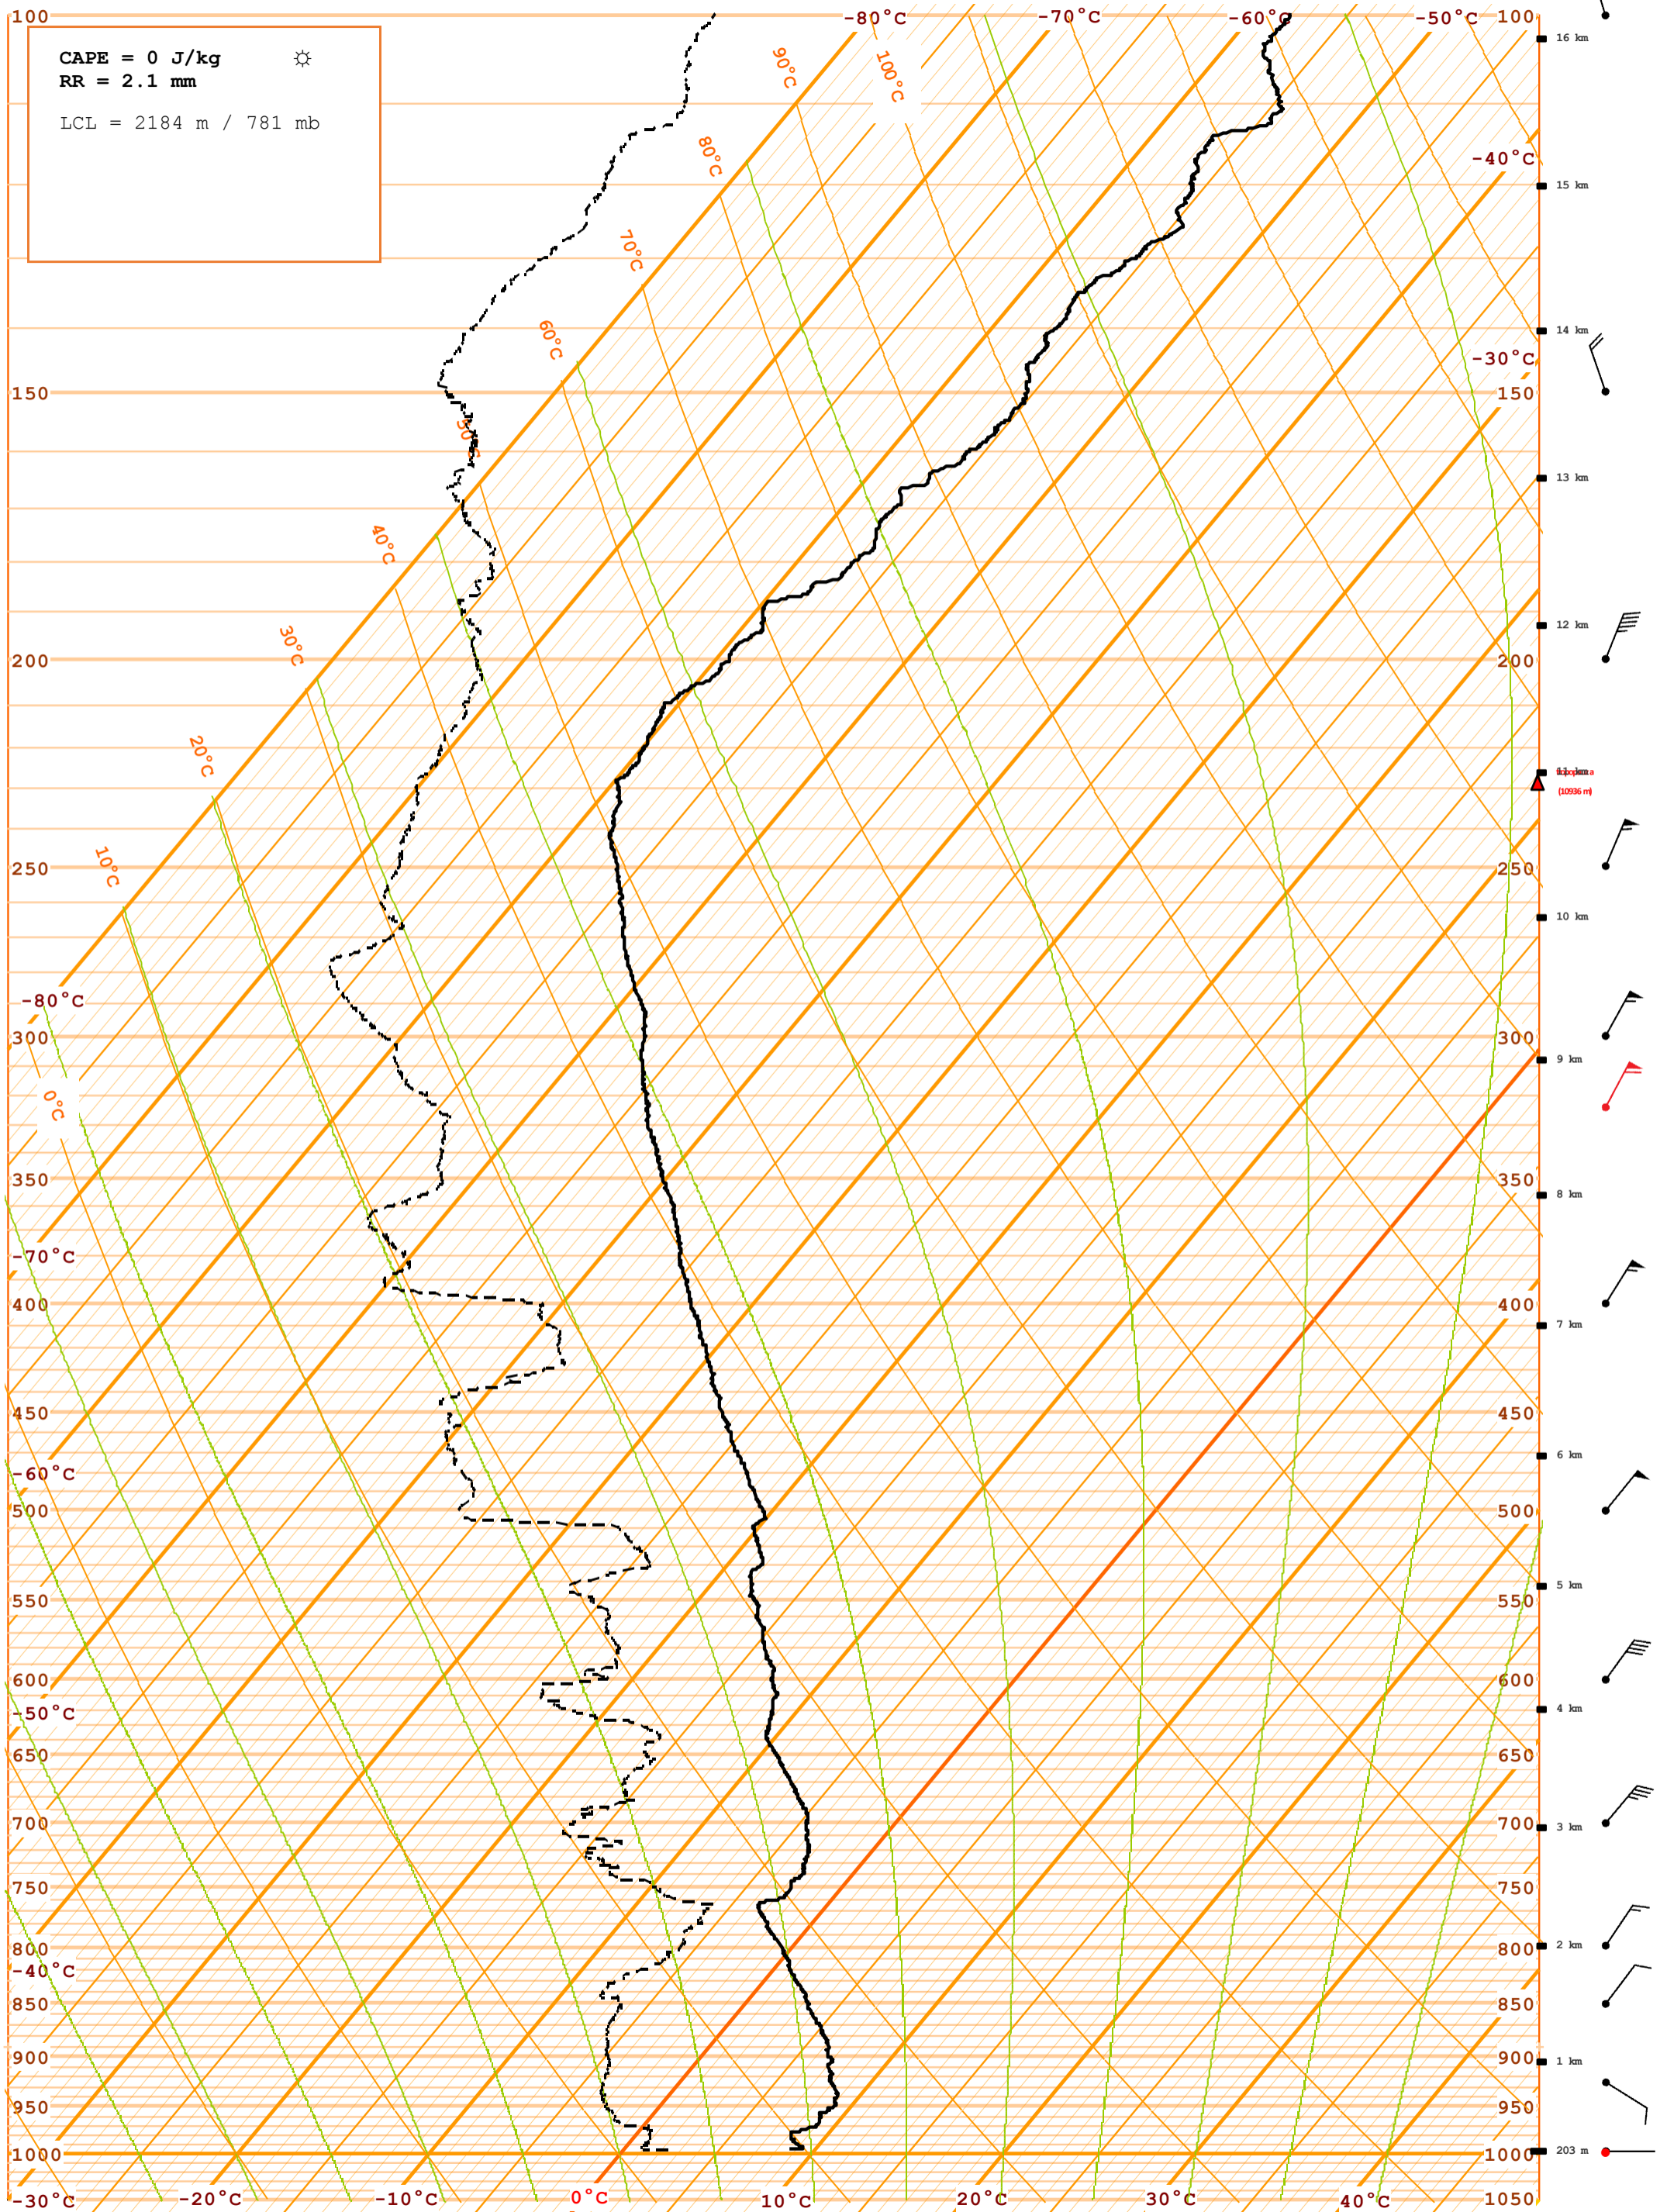 100
-80°C
-70°C
-60°C
-50°C
100
16 km
CAPE = 0 J/kg ☼
RR = 2.1 mm
LCL = 2184 m / 781 mb
90°C
100°C
80°C
-40°C
15 km
70°C
60°C
14 km
-30°C
150
150
13 km
40°C
12 km
30°C
200
200
20°C
(10936 m)
10°C
250
250
10 km
-80°C
300
300
9 km
0°C
350
350
8 km
-70°C
400
400
7 km
450
450
6 km
-60°C
500
500
5 km
550
550
600
600
4 km
-50°C
650
650
700
700
3 km
750
750
800
800
2 km
-40°C
850
850
900
900
1 km
950
950
1000
1000
203 m
-30°C
-20°C
-10°C
0°C
10°C
20°C
30°C
40°C
1050